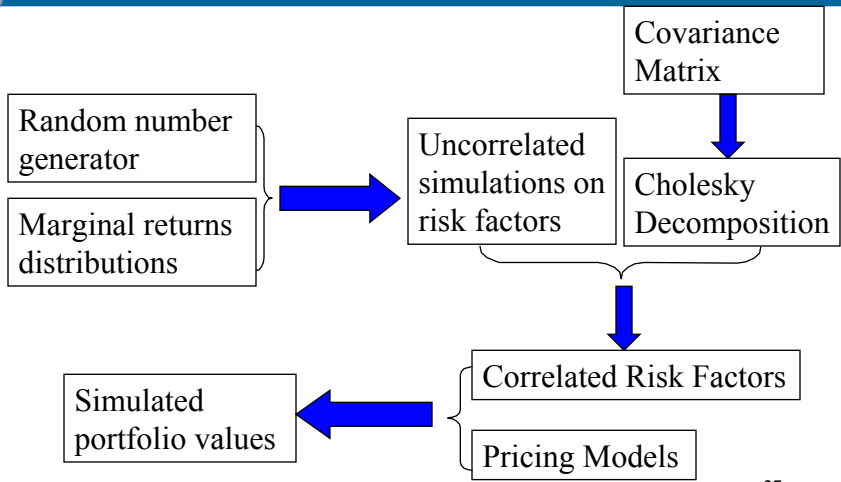 Covariance
Matrix
Random number
generator
Marginal returns
distributions
Uncorrelated
simulations on
risk factors
Cholesky
Decomposition
Correlated Risk Factors
Pricing Models
Simulated
portfolio values